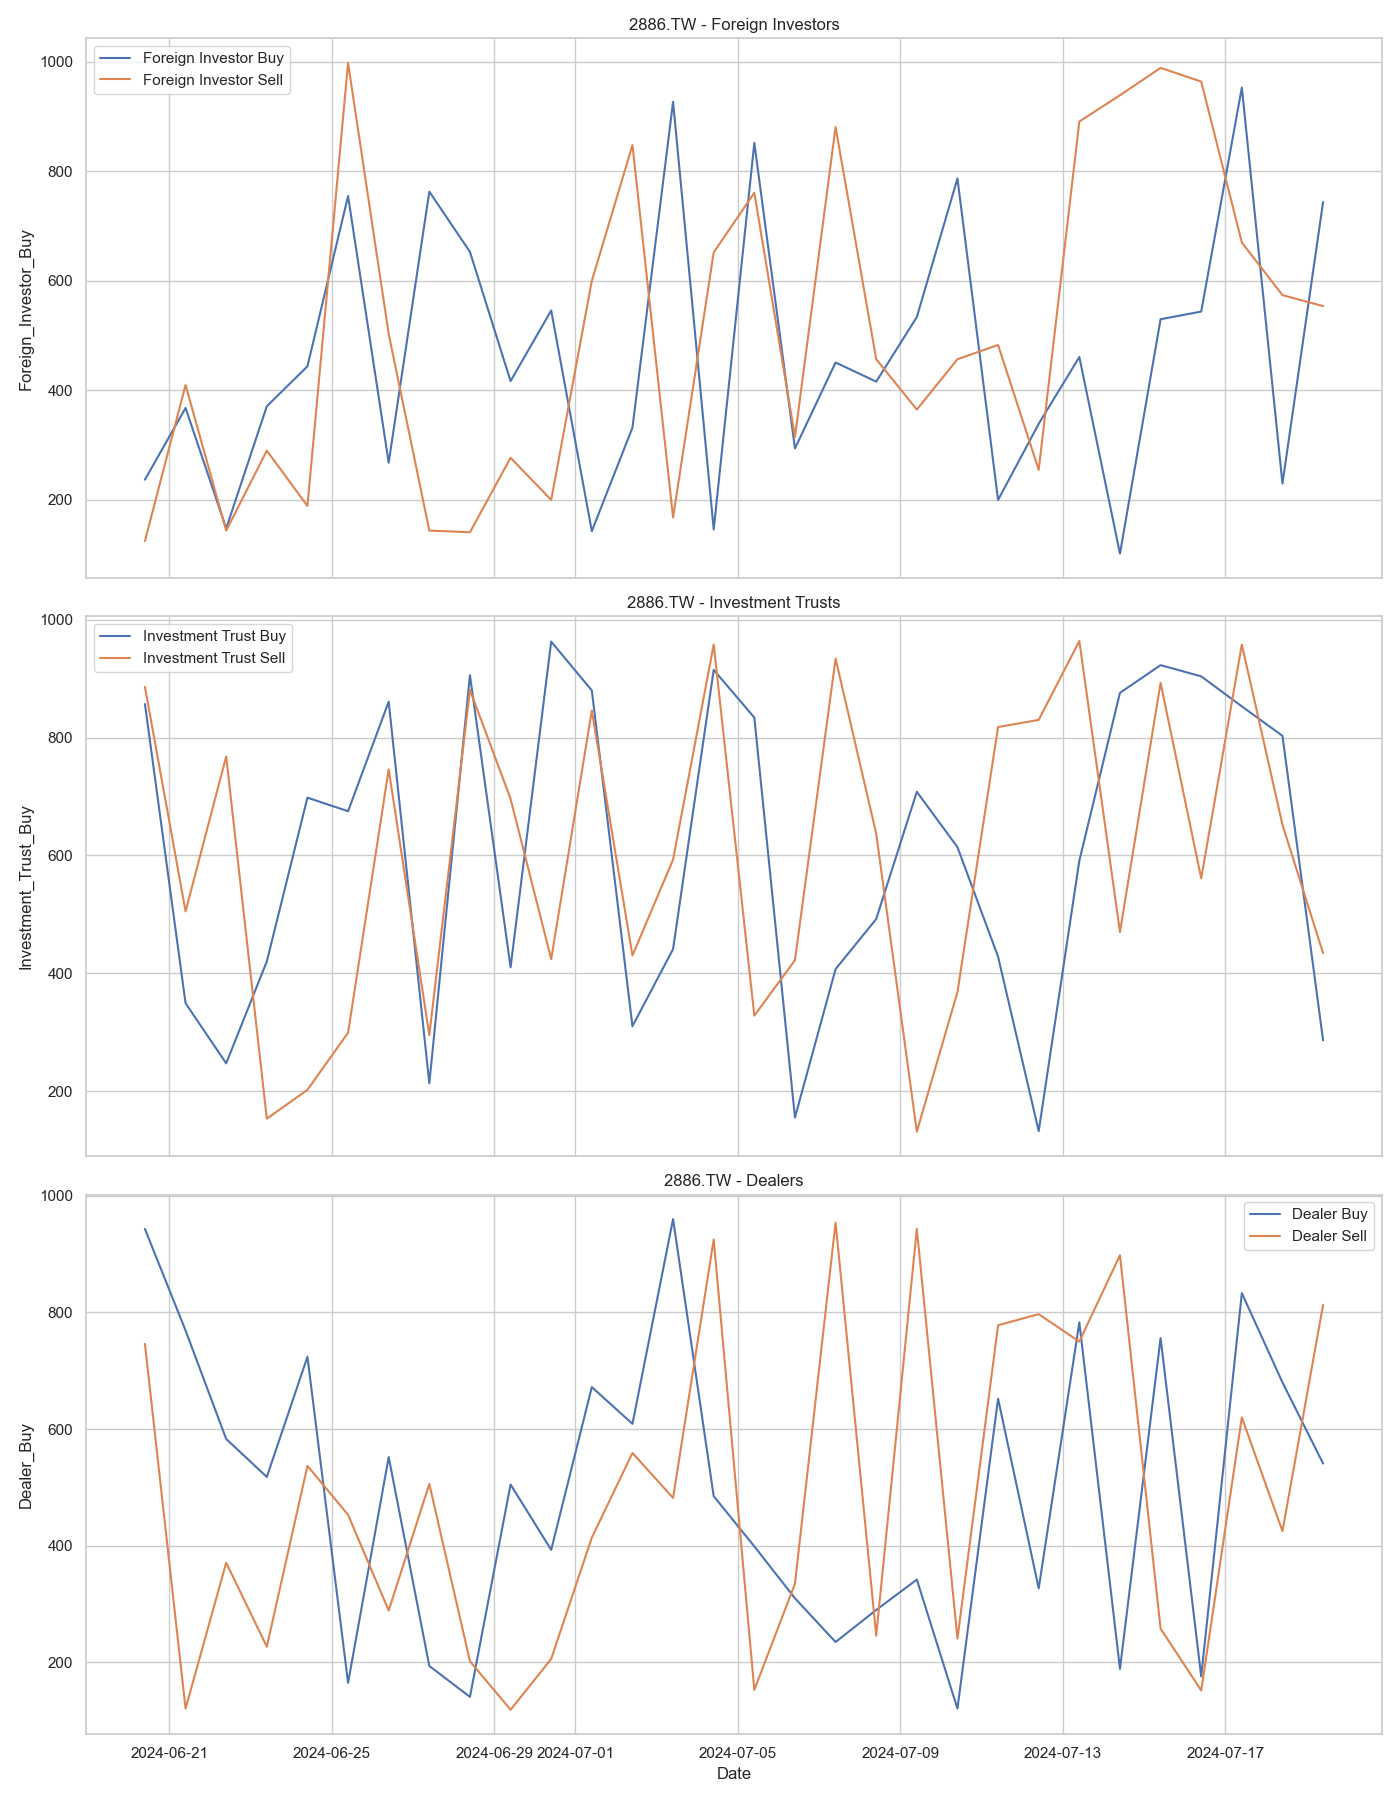 2886.TW - Foreign Investors
Foreign Investor Buy
Foreign Investor Sell
1000
800
600
400
200
Foreign_Investor_Buy
2886.TW - Investment Trusts
Investment Trust Buy
Investment Trust Sell
1000
800
600
400
200
Investment_Trust_Buy
2886.TW - Dealers
Dealer Buy
Dealer Sell
1000
800
600
400
200
Dealer_Buy
2024-06-21 2024-06-25 2024-06-29 2024-07-01 2024-07-05 2024-07-09 2024-07-13 2024-07-17
Date